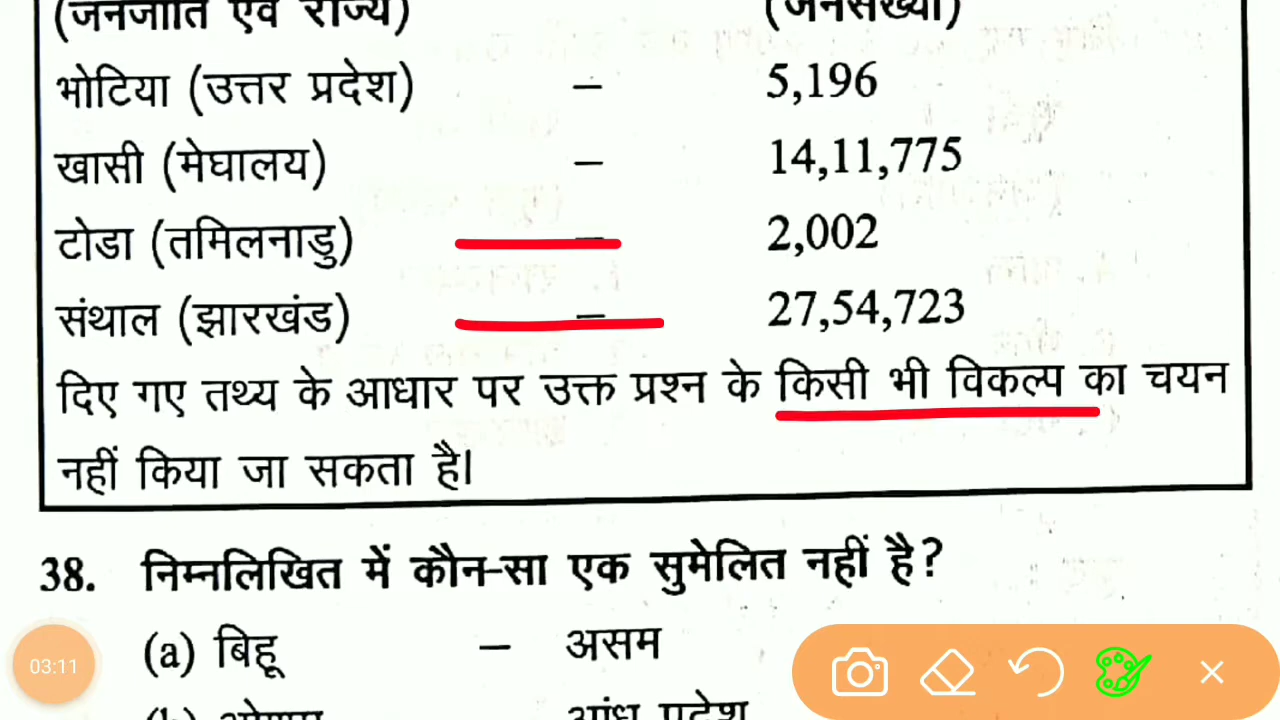 (जनजाति एवं राज्य) (जनसंख्या)
भोटिया (उत्तर प्रदेश) – 5,196
खासी (मेघालय) – 14,11,775
टोडा (तमिलनाडु) – 2,002
संथाल (झारखंड) – 27,54,723
दिए गए तथ्य के आधार पर उक्त प्रश्न के किसी भी विकल्प का चयन
नहीं किया जा सकता है।
38. निम्नलिखित में कौन-सा एक सुमेलित नहीं है?
(a) बिहू – असम
(b) ओणम आंध्र प्रदेश
03:11